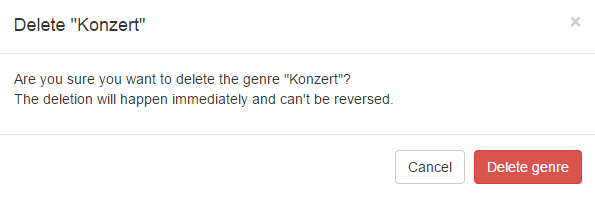 Delete "Konzert"
×
Are you sure you want to delete the genre "Konzert"?
The deletion will happen immediately and can't be reversed.
Cancel
Delete genre